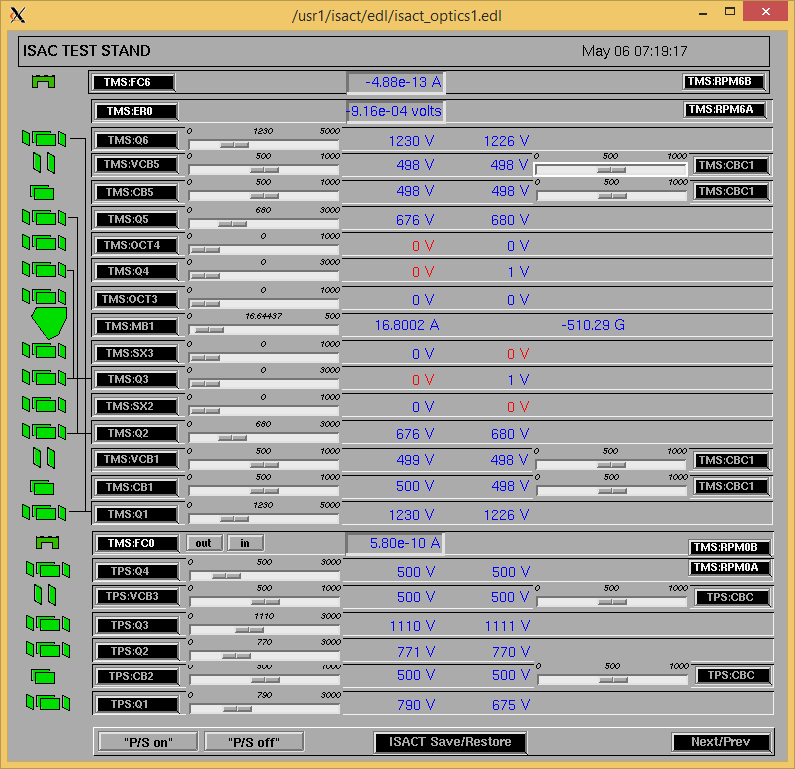 /usr1/isact/edl/isact_optics1.edl
ISAC TEST STAND May 06 07:19:17
TMS:FC6 -4.88e-13 A TMS:RPM6B
TMS:ER0 -9.16e-04 volts TMS:RPM6A
0 1230 5000
TMS:Q6 1230 V 1226 V
0 500 1000 0 500 1000
TMS:VCB5 498 V 498 V TMS:CBC1
0 500 1000 0 500 1000
TMS:CB5 498 V 498 V TMS:CBC1
0 680 3000
TMS:Q5 676 V 680 V
0 0 1000
TMS:OCT4 0 V 0 V
0 0 3000
TMS:Q4 0 V 1 V
0 0 1000
TMS:OCT3 0 V 0 V
0 16.64437 500
TMS:MB1 16.8002 A -510.29 G
0 0 1000
TMS:SX3 0 V 0 V
0 0 3000
TMS:Q3 0 V 1 V
0 0 1000
TMS:SX2 0 V 0 V
0 680 3000
TMS:Q2 676 V 680 V
0 500 1000 0 500 1000
TMS:VCB1 499 V 498 V TMS:CBC1
0 500 1000 0 500 1000
TMS:CB1 500 V 498 V TMS:CBC1
0 1230 5000
TMS:Q1 1230 V 1226 V
TMS:FC0 out in 5.80e-10 A TMS:RPM0B
0 500 3000 TMS:RPM0A
TPS:Q4 500 V 500 V
0 500 1000 0 500 1000
TPS:VCB3 500 V 500 V TPS:CBC
0 1110 3000
TPS:Q3 1110 V 1111 V
0 770 3000
TPS:Q2 771 V 770 V
0 500 1000 0 500 1000
TPS:CB2 500 V 500 V TPS:CBC
0 790 3000
TPS:Q1 790 V 675 V
"P/S on" "P/S off" ISACT Save/Restore Next/Prev